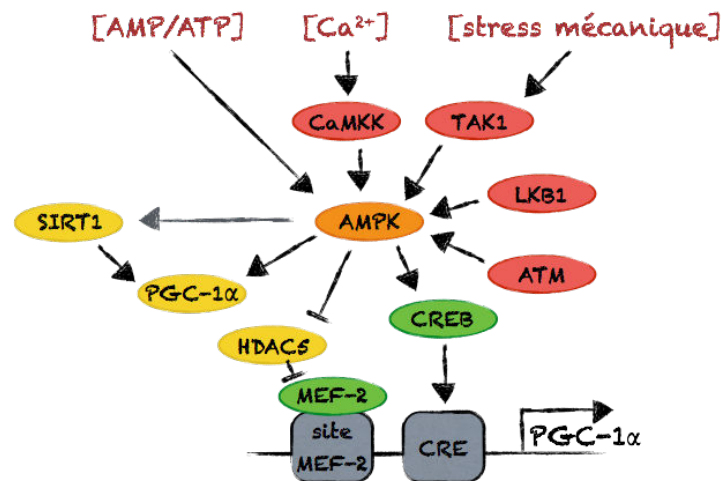 [AMP/ATP] [Ca²⁺] [stress mécanique]
CaMKK TAK1
LKB1
SIRT1 AMPK
ATM
PGC-1α
CREB
HDAC5
MEF-2
site
MEF-2
CRE
PGC-1α